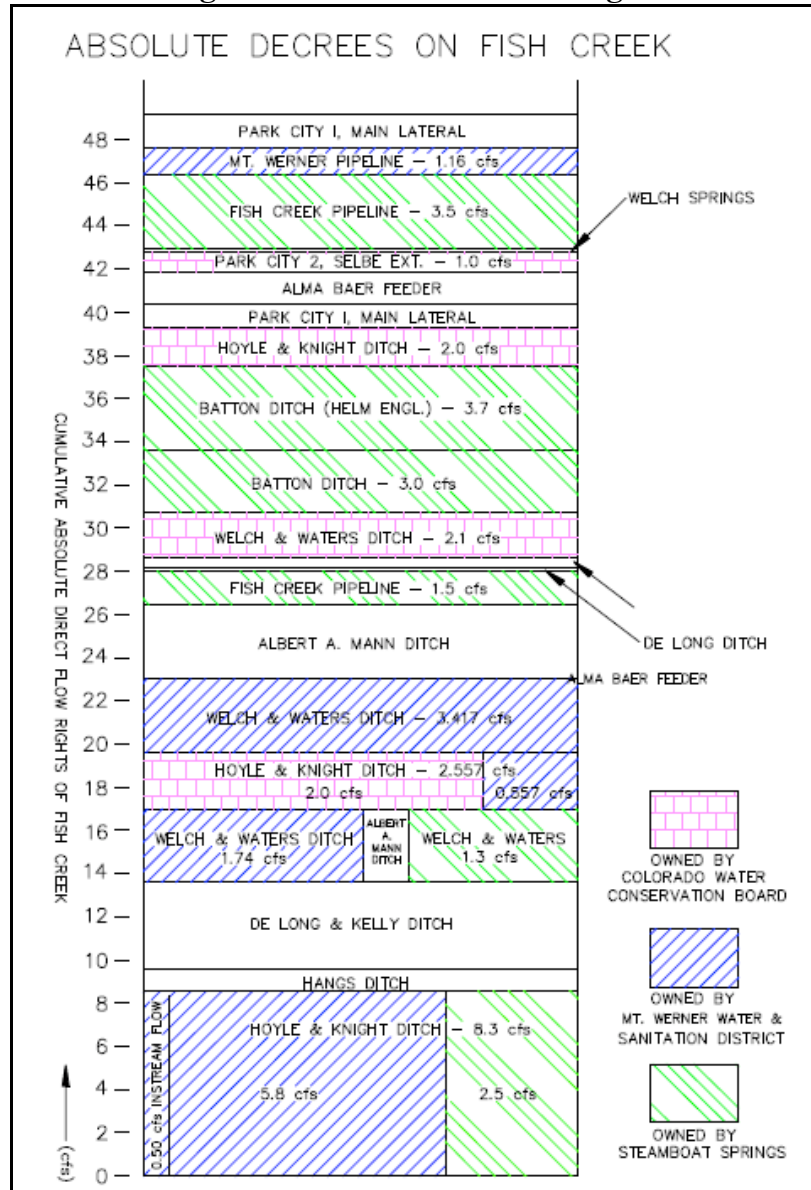 ABSOLUTE DECREES ON FISH CREEK
48
PARK CITY I, MAIN LATERAL
MT. WERNER PIPELINE – 1.16 cfs
46
FISH CREEK PIPELINE – 3.5 cfs
WELCH SPRINGS
44
42
PARK CITY 2, SELBE EXT. – 1.0 cfs
ALMA BAER FEEDER
40
PARK CITY I, MAIN LATERAL
38
HOYLE & KNIGHT DITCH – 2.0 cfs
36
BATTON DITCH (HELM ENGL.) – 3.7 cfs
34
32
BATTON DITCH – 3.0 cfs
30
WELCH & WATERS DITCH – 2.1 cfs
28
FISH CREEK PIPELINE – 1.5 cfs
26
DE LONG DITCH
ALBERT A. MANN DITCH
24
ALMA BAER FEEDER
22
WELCH & WATERS DITCH – 3.417 cfs
20
HOYLE & KNIGHT DITCH – 2.557 cfs
18
2.0 cfs
0.557 cfs
16
WELCH & WATERS DITCH
1.74 cfs
ALBERT
A.
MANN
DITCH
WELCH & WATERS
1.3 cfs
14
12
DE LONG & KELLY DITCH
10
HANGS DITCH
8
HOYLE & KNIGHT DITCH – 8.3 cfs
6
0.50 cfs INSTREAM FLOW
4
5.8 cfs
2.5 cfs
2
0
CUMULATIVE ABSOLUTE DIRECT FLOW RIGHTS OF FISH CREEK
(cfs)
OWNED BY
COLORADO WATER
CONSERVATION BOARD
OWNED BY
MT. WERNER WATER &
SANITATION DISTRICT
OWNED BY
STEAMBOAT SPRINGS